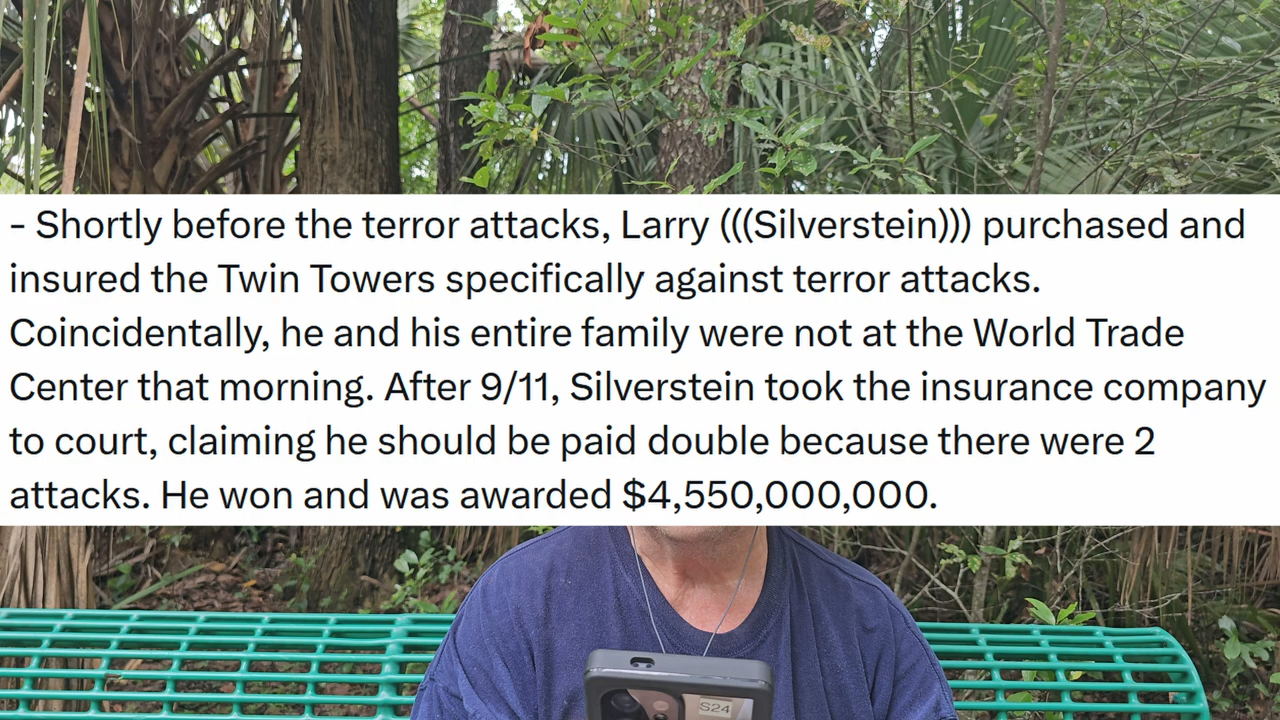 - Shortly before the terror attacks, Larry (((Silverstein))) purchased and
insured the Twin Towers specifically against terror attacks.
Coincidentally, he and his entire family were not at the World Trade
Center that morning. After 9/11, Silverstein took the insurance company
to court, claiming he should be paid double because there were 2
attacks. He won and was awarded $4,550,000,000.
S24